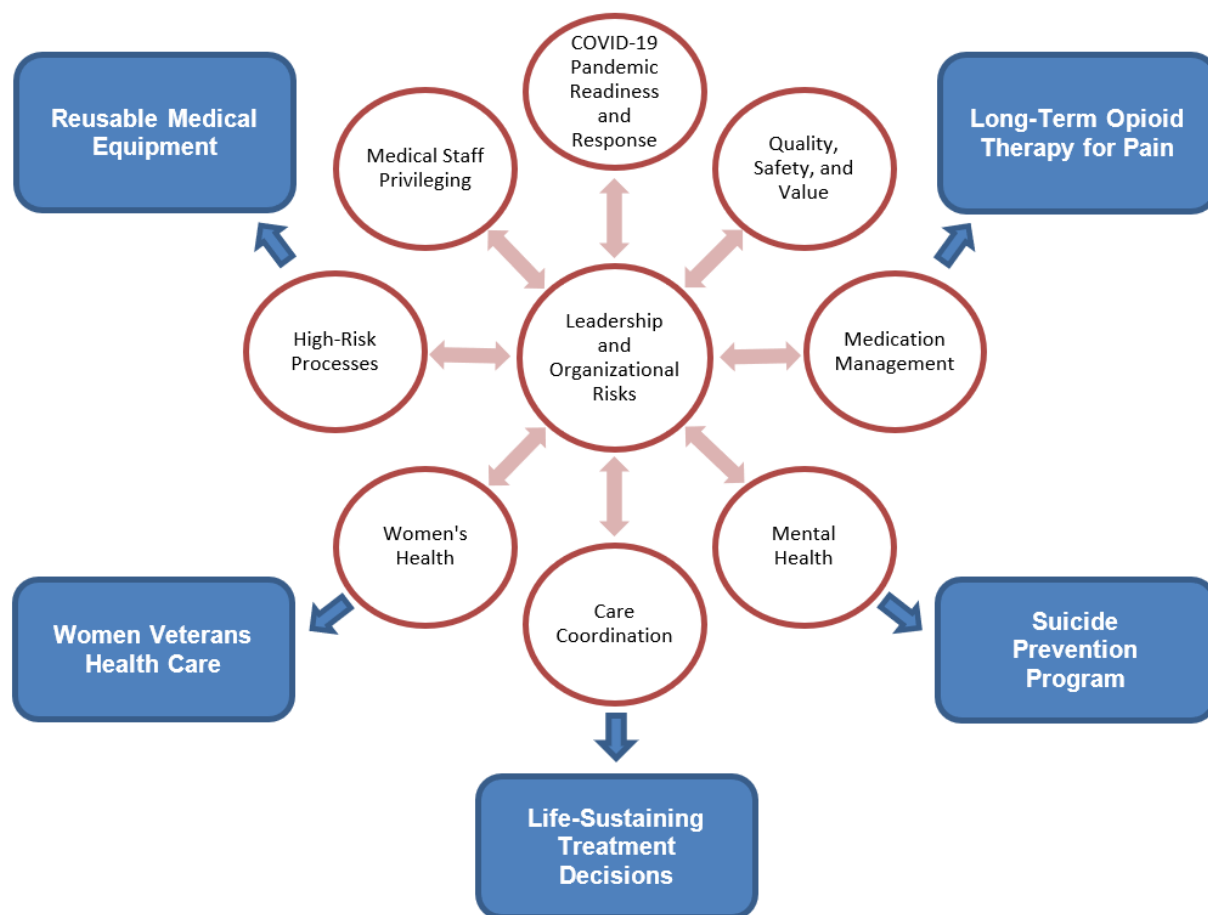 COVID-19
Pandemic
Readiness
and
Response
Reusable Medical
Equipment
Medical Staff
Privileging
Quality,
Safety, and
Value
Long-Term Opioid
Therapy for Pain
High-Risk
Processes
Leadership
and
Organizational
Risks
Medication
Management
Women's
Health
Mental
Health
Care
Coordination
Women Veterans
Health Care
Suicide
Prevention
Program
Life-Sustaining
Treatment
Decisions